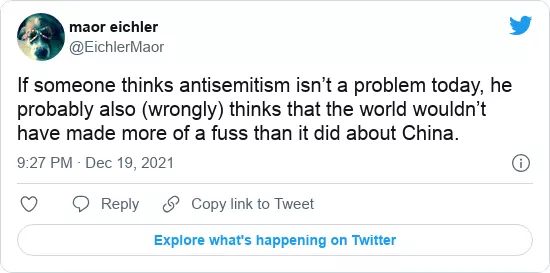 maor eichler
@EichlerMaor
If someone thinks antisemitism isn’t a problem today, he
probably also (wrongly) thinks that the world wouldn’t
have made more of a fuss than it did about China.
9:27 PM · Dec 19, 2021
Reply Copy link to Tweet
Explore what's happening on Twitter